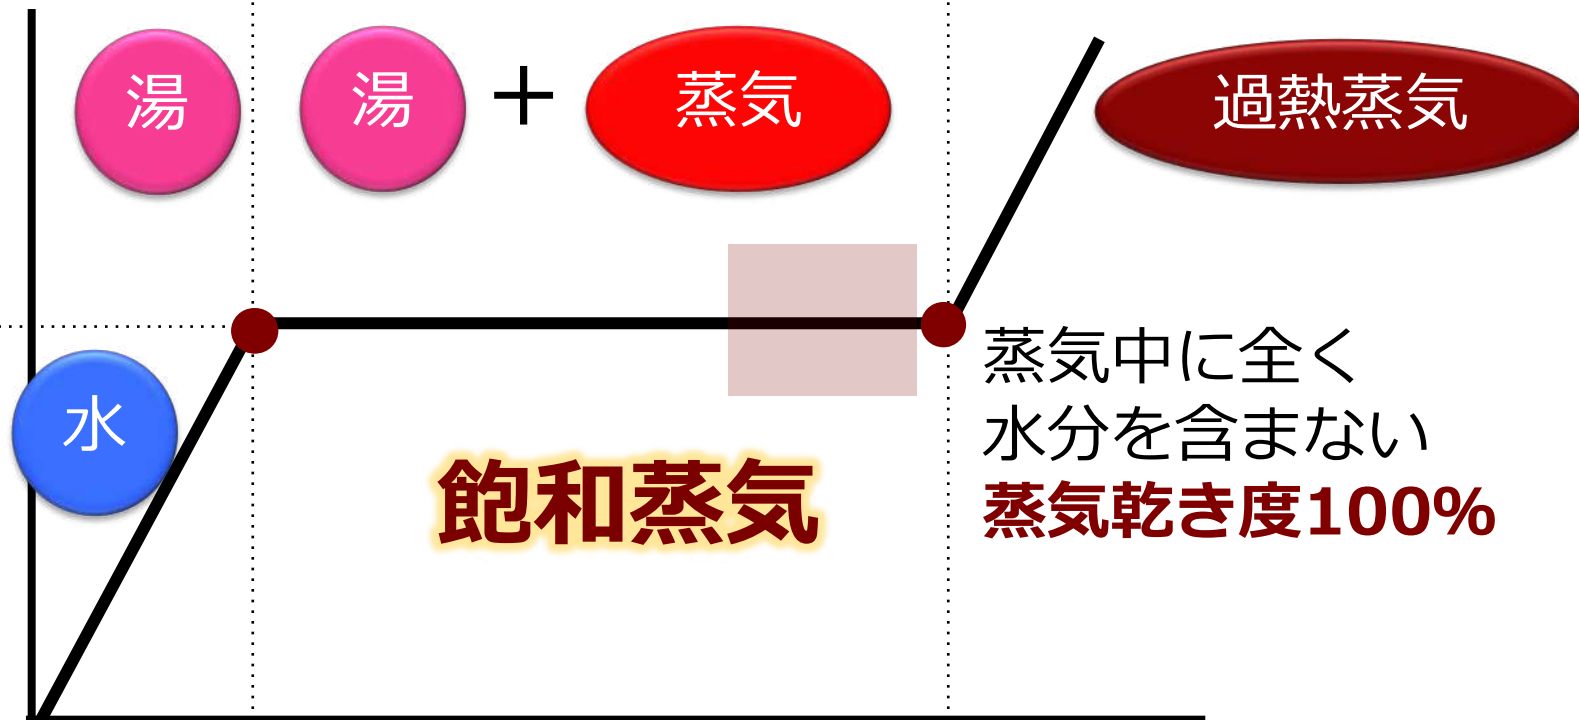 湯
湯 + 蒸気
過熱蒸気
水
飽和蒸気
蒸気中に全く
水分を含まない
蒸気乾き度100%